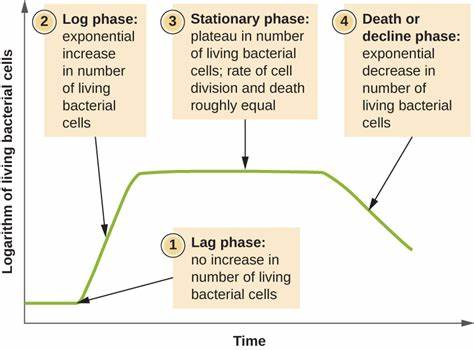 2 Log phase:
exponential
increase
in number
of living
bacterial
cells
3 Stationary phase:
plateau in number
of living bacterial
cells; rate of cell
division and death
roughly equal
4 Death or
decline phase:
exponential
decrease in
number of
living bacterial
cells
1 Lag phase:
no increase in
number of living
bacterial cells
Logarithm of living bacterial cells
Time